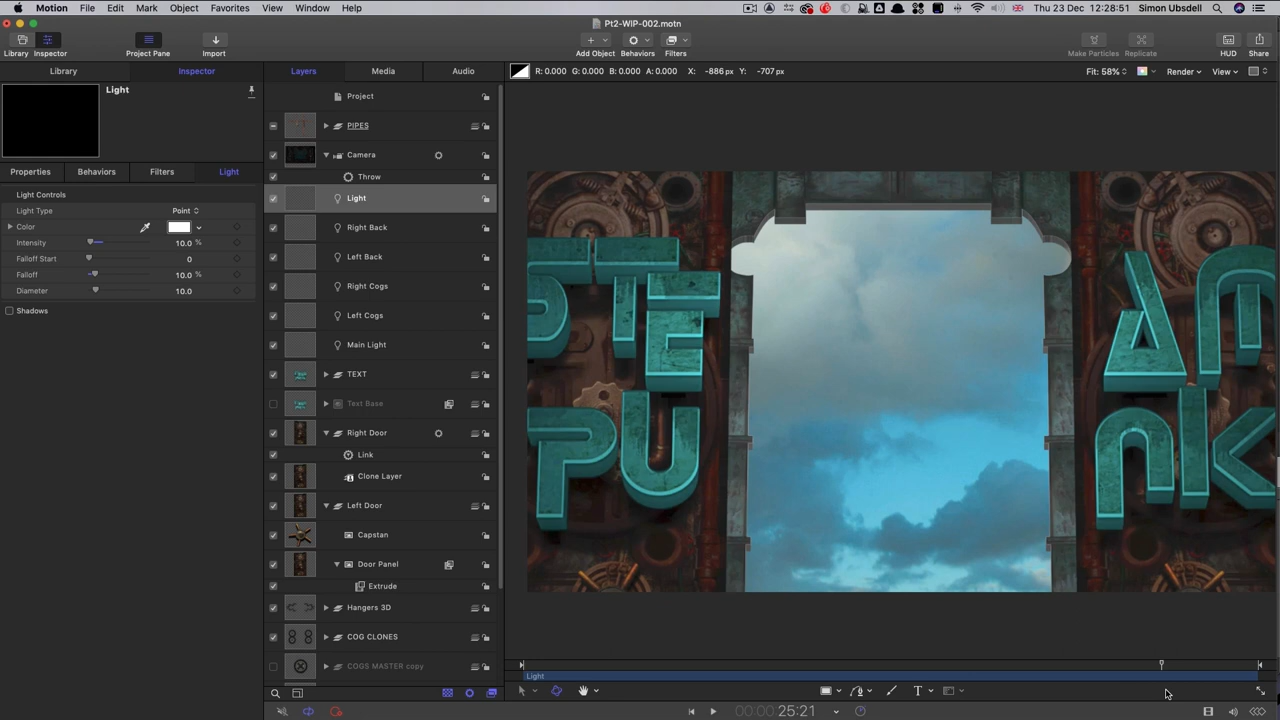 Motion File Edit Mark Object Favorites View Window Help Thu 23 Dec 12:28:51 Simon Ubsdell
Pt2-WIP-002.motn
Library Inspector Project Pane Import Add Object Behaviors Filters Make Particles Replicate HUD Share
Library Inspector Layers Media Audio R: 0.000 G: 0.000 B: 0.000 A: 0.000 X: -886 px Y: -707 px Fit: 58% Render View
Light
Properties Behaviors Filters Light
Light Controls
Light Type Point
Color
Intensity 10.0 %
Falloff Start 0
Falloff 10.0 %
Diameter 10.0
Shadows
Project
PIPES
Camera
Throw
Light
Right Back
Left Back
Right Cogs
Left Cogs
Main Light
TEXT
Text Base
Right Door
Link
Clone Layer
Left Door
Capstan
Door Panel
Extrude
Hangers 3D
COG CLONES
COGS MASTER copy
PTE AM
PU NK
Light
T
00:00:25:21